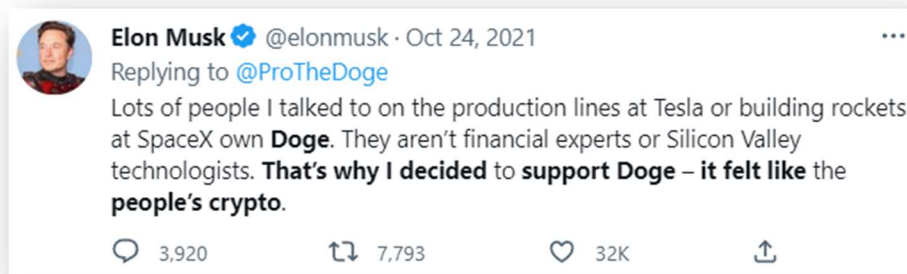 Elon Musk @elonmusk · Oct 24, 2021
Replying to @ProTheDoge
Lots of people I talked to on the production lines at Tesla or building rockets
at SpaceX own Doge. They aren’t financial experts or Silicon Valley
technologists. That’s why I decided to support Doge – it felt like the
people’s crypto.
3,920 7,793 32K